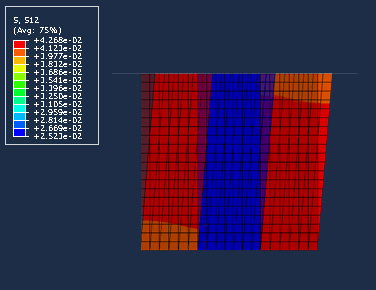 S, S12
(Avg: 75%)
+4.268e-02
+4.123e-02
+3.977e-02
+3.832e-02
+3.686e-02
+3.541e-02
+3.396e-02
+3.250e-02
+3.105e-02
+2.959e-02
+2.814e-02
+2.669e-02
+2.523e-02